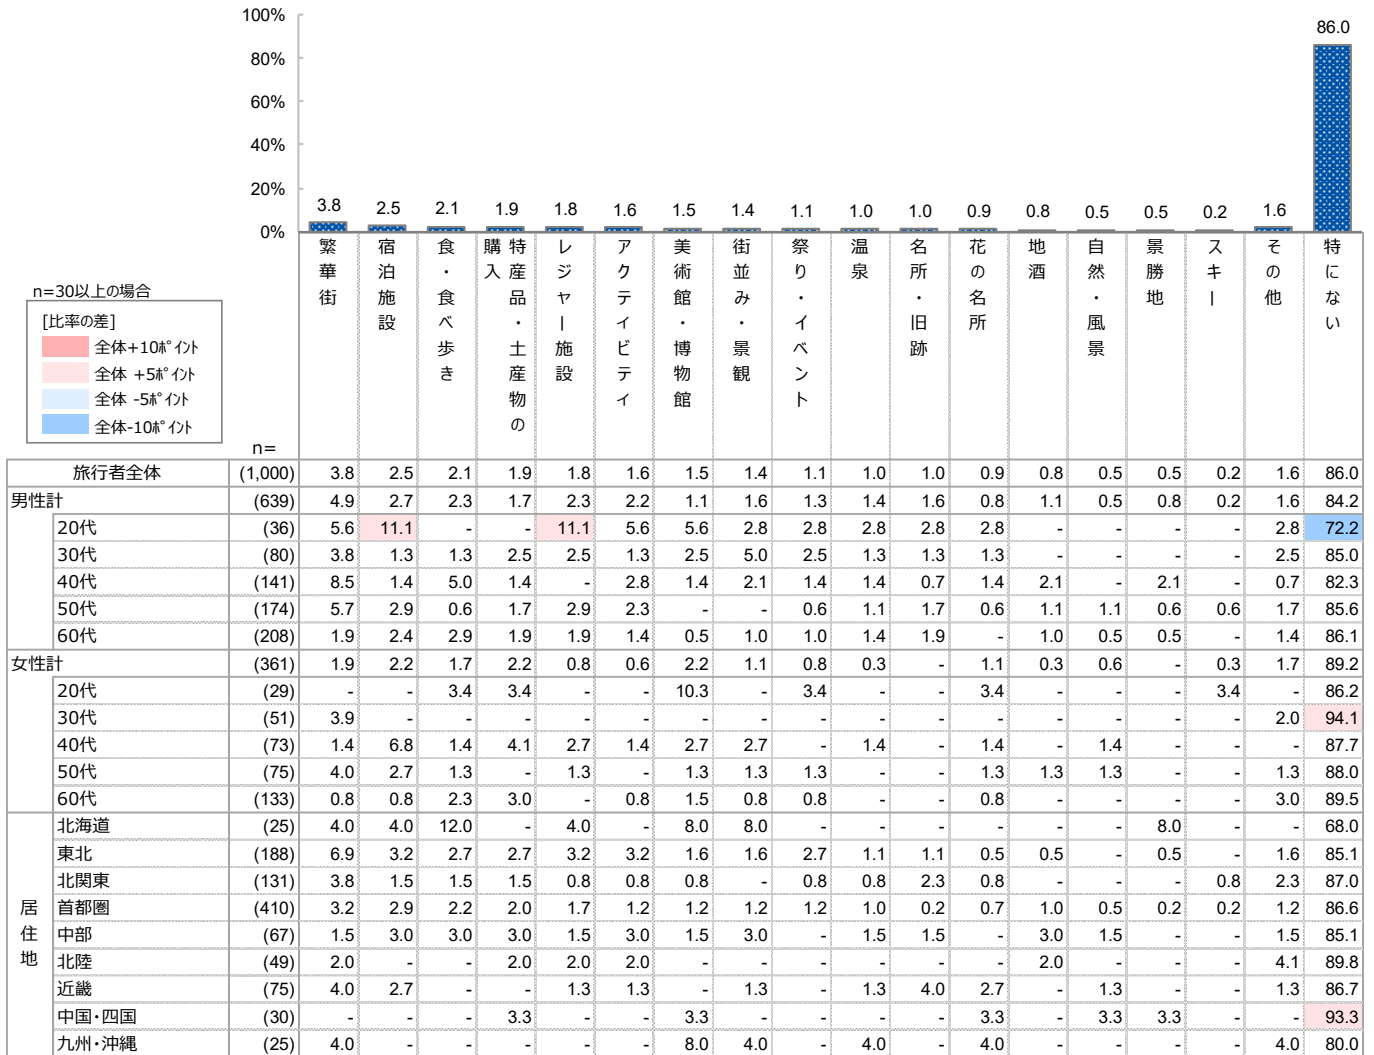 100%
80%
60%
40%
20%
0%
3.8 2.5 2.1 1.9 1.8 1.6 1.5 1.4 1.1 1.0 1.0 0.9 0.8 0.5 0.5 0.2 1.6 86.0
繁華街
宿泊施設
食・食べ歩き
特産品・土産物の
購入
レジャー施設
アクティビティ
美術館・博物館
街並み・景観
祭り・イベント
温泉
名所・旧跡
花の名所
地酒
自然・風景
景勝地
スキー
その他
特にない
n=30以上の場合
[比率の差]
全体+10ポイント
全体 +5ポイント
全体 -5ポイント
全体-10ポイント
n=
旅行者全体 (1,000) 3.8 2.5 2.1 1.9 1.8 1.6 1.5 1.4 1.1 1.0 1.0 0.9 0.8 0.5 0.5 0.2 1.6 86.0
男性計 (639) 4.9 2.7 2.3 1.7 2.3 2.2 1.1 1.6 1.3 1.4 1.6 0.8 1.1 0.5 0.8 0.2 1.6 84.2
20代 (36) 5.6 11.1 - - 11.1 5.6 5.6 2.8 2.8 2.8 2.8 2.8 - - - - 2.8 72.2
30代 (80) 3.8 1.3 1.3 2.5 2.5 1.3 2.5 5.0 2.5 1.3 1.3 1.3 - - - - 2.5 85.0
40代 (141) 8.5 1.4 5.0 1.4 - 2.8 1.4 2.1 1.4 1.4 0.7 1.4 2.1 - 2.1 - 0.7 82.3
50代 (174) 5.7 2.9 0.6 1.7 2.9 2.3 - - 0.6 1.1 1.7 0.6 1.1 1.1 0.6 0.6 1.7 85.6
60代 (208) 1.9 2.4 2.9 1.9 1.9 1.4 0.5 1.0 1.0 1.4 1.9 - 1.0 0.5 0.5 - 1.4 86.1
女性計 (361) 1.9 2.2 1.7 2.2 0.8 0.6 2.2 1.1 0.8 0.3 - 1.1 0.3 0.6 - 0.3 1.7 89.2
20代 (29) - - 3.4 3.4 - - 10.3 - 3.4 - - 3.4 - - - 3.4 - 86.2
30代 (51) 3.9 - - - - - - - - - - - - - - - 2.0 94.1
40代 (73) 1.4 6.8 1.4 4.1 2.7 1.4 2.7 2.7 - 1.4 - 1.4 - 1.4 - - - 87.7
50代 (75) 4.0 2.7 1.3 - 1.3 - 1.3 1.3 1.3 - - 1.3 1.3 1.3 - - 1.3 88.0
60代 (133) 0.8 0.8 2.3 3.0 - 0.8 1.5 0.8 0.8 - - 0.8 - - - - 3.0 89.5
居住地
北海道 (25) 4.0 4.0 12.0 - 4.0 - 8.0 8.0 - - - - - - 8.0 - - 68.0
東北 (188) 6.9 3.2 2.7 2.7 3.2 3.2 1.6 1.6 2.7 1.1 1.1 0.5 0.5 - 0.5 - 1.6 85.1
北関東 (131) 3.8 1.5 1.5 1.5 0.8 0.8 0.8 - 0.8 0.8 2.3 0.8 - - - 0.8 2.3 87.0
首都圏 (410) 3.2 2.9 2.2 2.0 1.7 1.2 1.2 1.2 1.2 1.0 0.2 0.7 1.0 0.5 0.2 0.2 1.2 86.6
中部 (67) 1.5 3.0 3.0 3.0 1.5 3.0 1.5 3.0 - 1.5 1.5 - 3.0 1.5 - - 1.5 85.1
北陸 (49) 2.0 - - 2.0 2.0 2.0 - - - - - - 2.0 - - - 4.1 89.8
近畿 (75) 4.0 2.7 - - 1.3 1.3 - 1.3 - 1.3 4.0 2.7 - 1.3 - - 1.3 86.7
中国・四国 (30) - - - 3.3 - - 3.3 - - - - 3.3 - 3.3 3.3 - - 93.3
九州・沖縄 (25) 4.0 - - - - - 8.0 4.0 - 4.0 - 4.0 - - - - 4.0 80.0